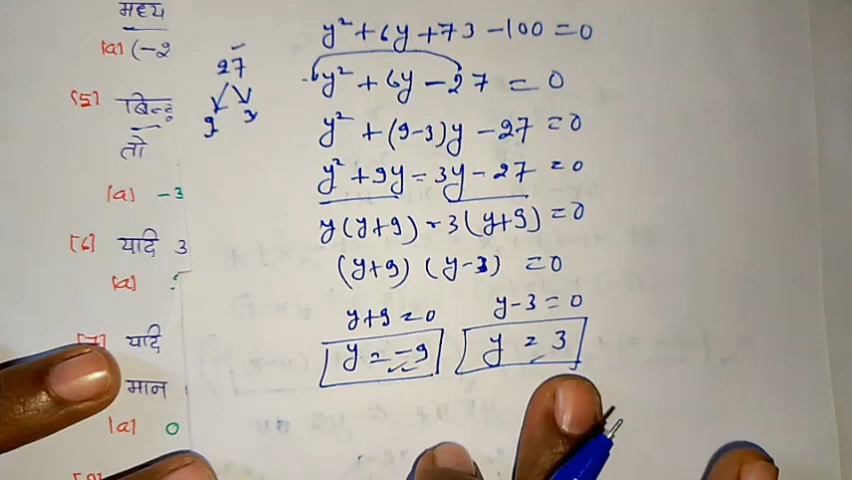 मध्य
[a] (-2
[5] बिन्दु
तो
[a] -3
[6] यादि 3
[a]
[7] यादि
मान
[a] 0
27
9 3
y² + 6y + 73 - 100 = 0
y² + 6y - 27 = 0
y² + (9-3)y - 27 = 0
y² + 9y - 3y - 27 = 0
y(y+9) - 3(y+9) = 0
(y+9) (y-3) = 0
y+9 = 0 y-3 = 0
y = -9 y = 3